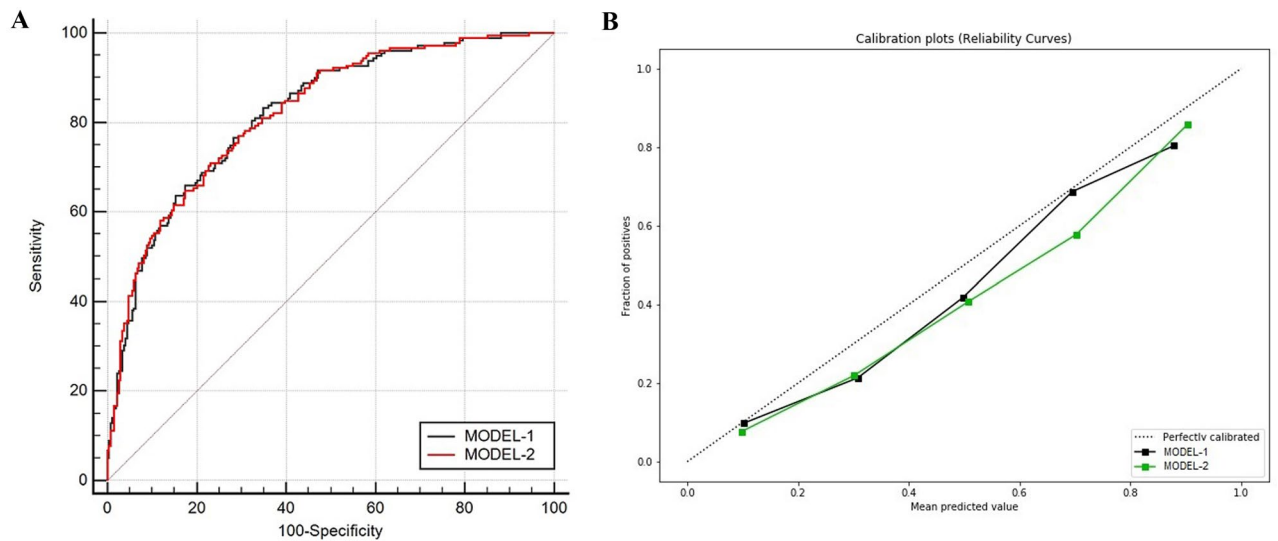 A
100
80
60
40
20
0
Sensitivity
0 20 40 60 80 100
100-Specificity
MODEL-1
MODEL-2
B
Calibration plots (Reliability Curves)
1.0
0.8
0.6
0.4
0.2
0.0
Fraction of positives
0.0 0.2 0.4 0.6 0.8 1.0
Mean predicted value
Perfectly calibrated
MODEL-1
MODEL-2